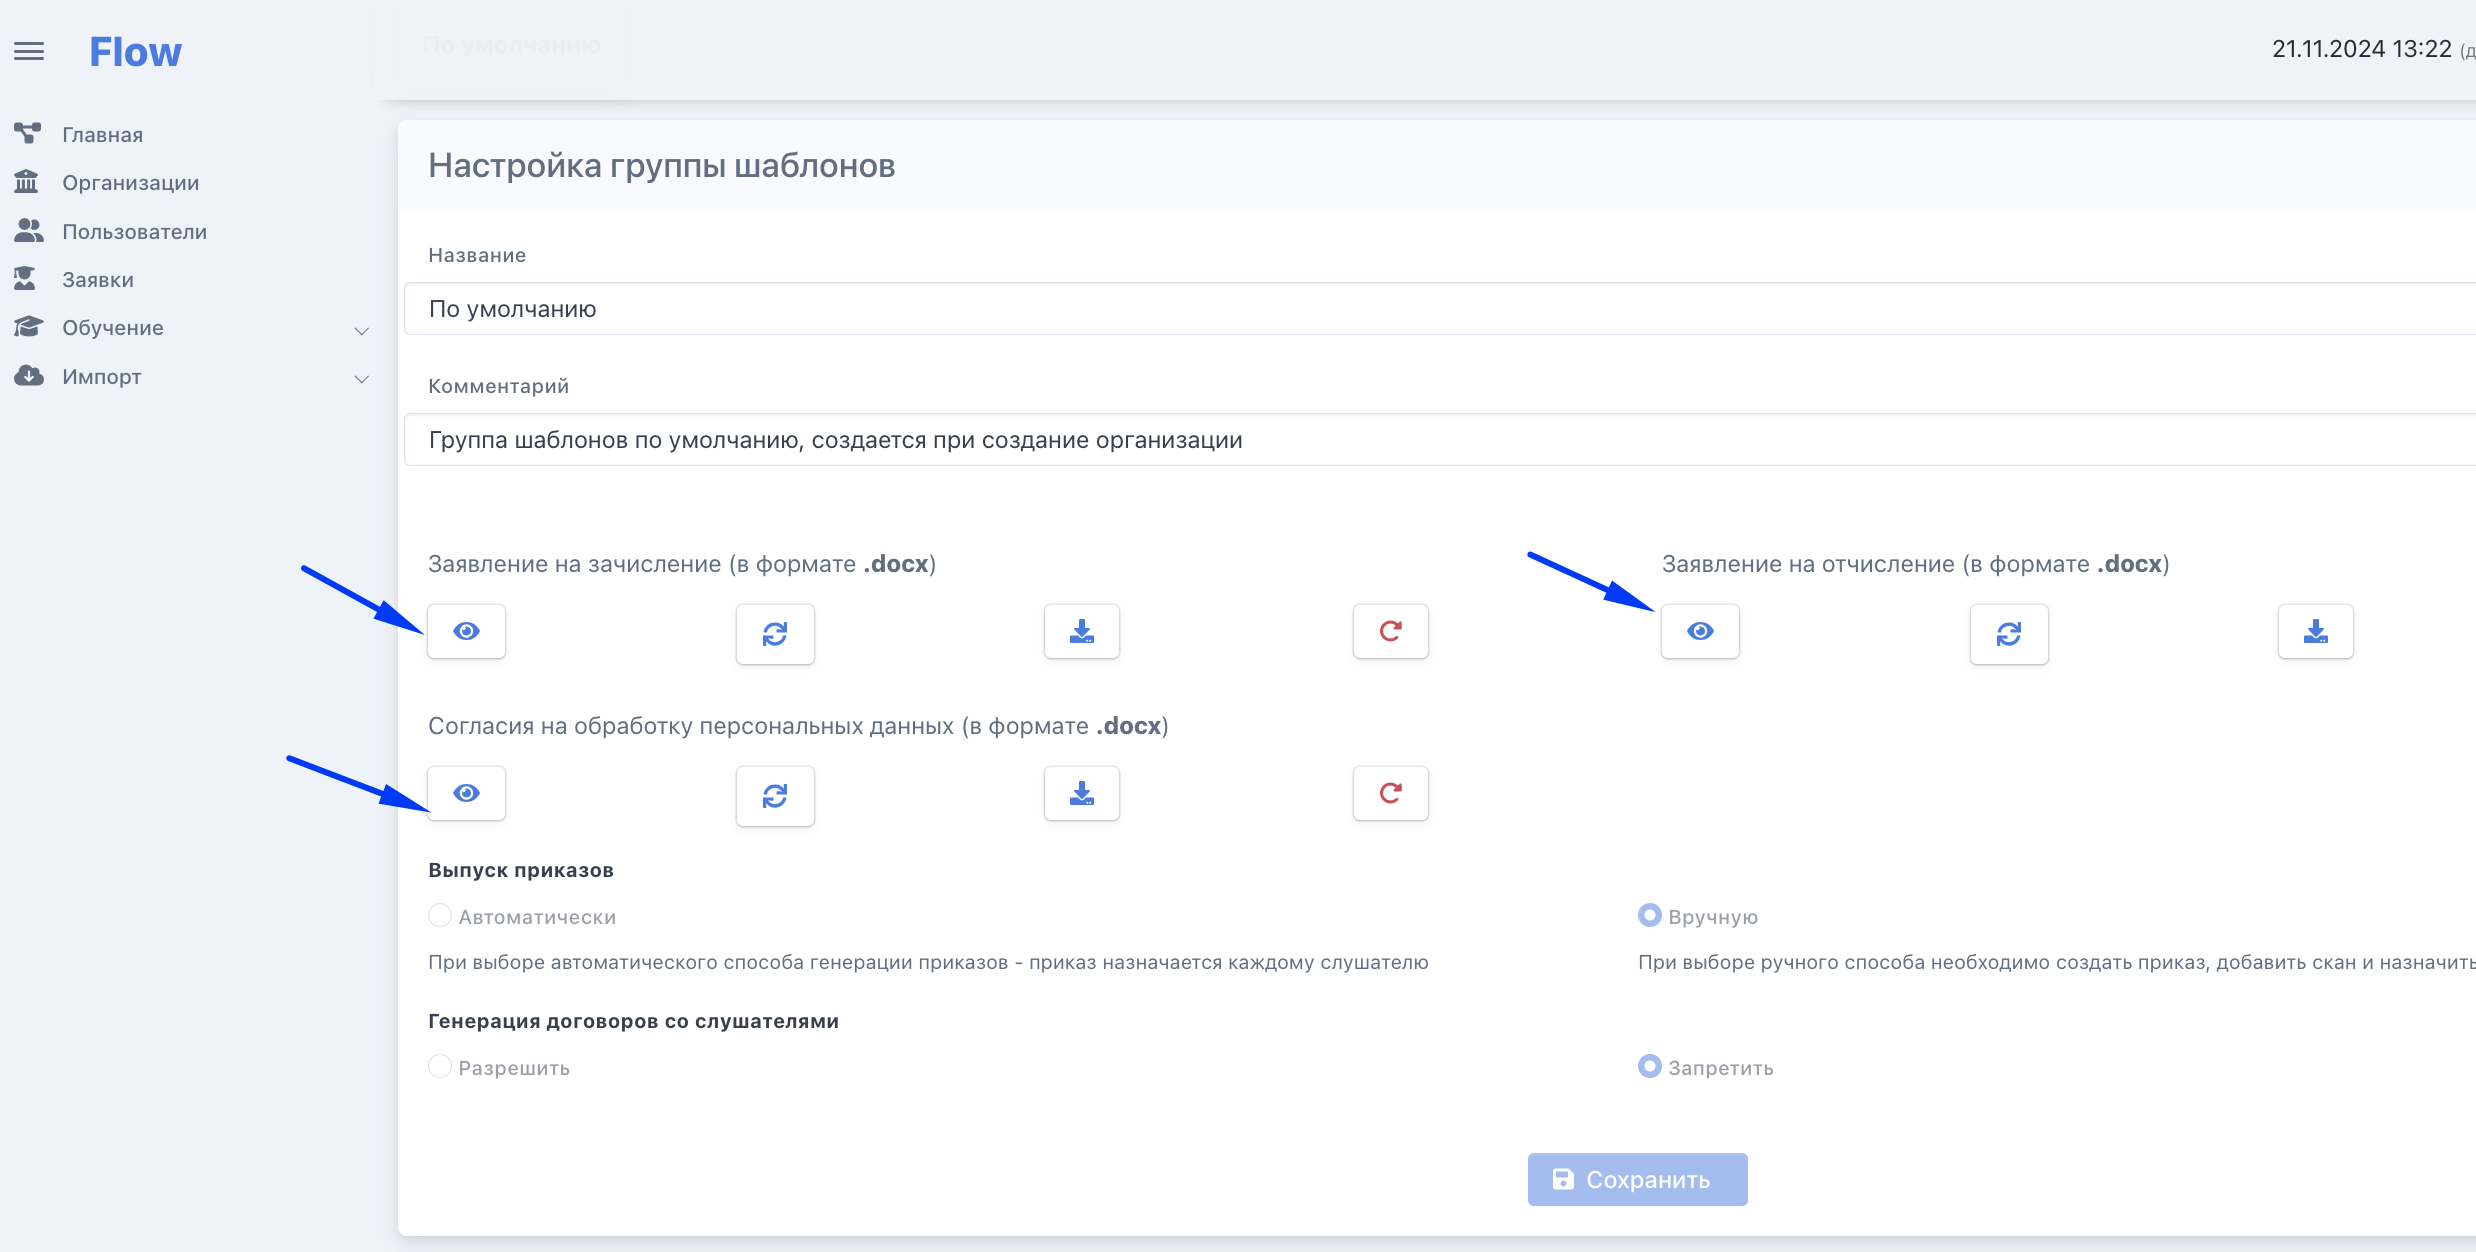 Flow
По умолчанию
21.11.2024 13:22 (д
Главная
Организации
Пользователи
Заявки
Обучение
Импорт
Настройка группы шаблонов
Название
По умолчанию
Комментарий
Группа шаблонов по умолчанию, создается при создание организации
Заявление на зачисление (в формате .docx)
Заявление на отчисление (в формате .docx)
Согласия на обработку персональных данных (в формате .docx)
Выпуск приказов
Автоматически
Вручную
При выборе автоматического способа генерации приказов - приказ назначается каждому слушателю
При выборе ручного способа необходимо создать приказ, добавить скан и назначить
Генерация договоров со слушателями
Разрешить
Запретить
Сохранить